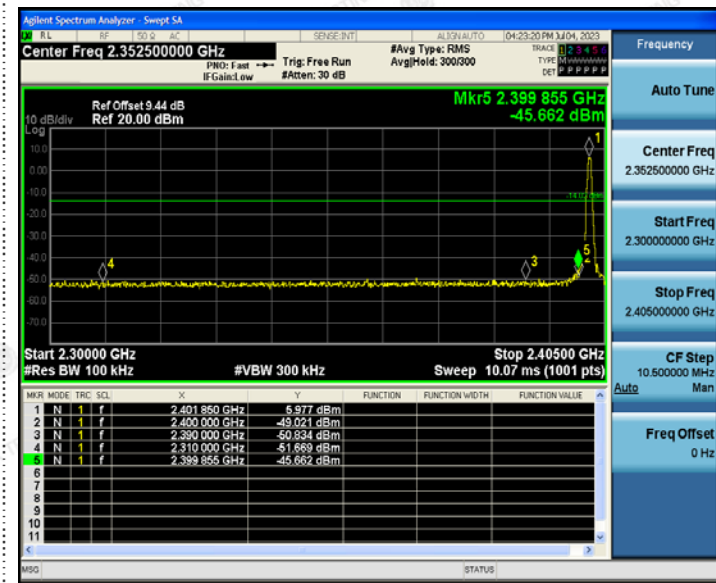 Agilent Spectrum Analyzer - Swept SA
RL RF 50 Ω AC SENSE:INT ALIGN AUTO 04:23:20 PM Jul 04, 2023
Center Freq 2.352500000 GHz
PNO: Fast
IFGain:Low
Trig: Free Run
#Atten: 30 dB
#Avg Type: RMS
Avg|Hold: 300/300
TRACE 1 2 3 4 5 6
TYPE M
DET P P P P P P
Ref Offset 9.44 dB
Ref 20.00 dBm
10 dB/div
Log
Mkr5 2.399 855 GHz
-45.662 dBm
10.0
0.00
-10.0
-20.0
-30.0
-40.0
-50.0
-60.0
-70.0
1
4
3
5
2
Start 2.30000 GHz
Stop 2.40500 GHz
#Res BW 100 kHz
#VBW 300 kHz
Sweep 10.07 ms (1001 pts)
MKR MODE TRC SCL X Y FUNCTION FUNCTION WIDTH FUNCTION VALUE
1 N 1 f 2.401 850 GHz 5.977 dBm
2 N 1 f 2.400 000 GHz -49.021 dBm
3 N 1 f 2.390 000 GHz -50.834 dBm
4 N 1 f 2.310 000 GHz -51.669 dBm
5 N 1 f 2.399 855 GHz -45.662 dBm
6
7
8
9
10
11
MSG
STATUS
Frequency
Auto Tune
Center Freq
2.352500000 GHz
Start Freq
2.300000000 GHz
Stop Freq
2.405000000 GHz
CF Step
10.500000 MHz
Auto Man
Freq Offset
0 Hz